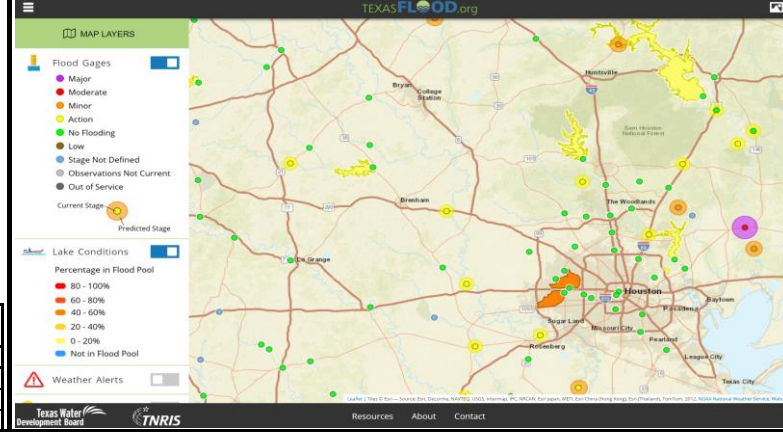 TEXASFLOOD.org
MAP LAYERS
Flood Gages
Major
Moderate
Minor
Action
No Flooding
Low
Stage Not Defined
Observations Not Current
Out of Service
Current Stage
Predicted Stage
Lake Conditions
Percentage in Flood Pool
80 - 100%
60 - 80%
40 - 60%
20 - 40%
0 - 20%
Not in Flood Pool
Weather Alerts
Huntsville
Bryan
College
Station
Sam Houston
National Forest
Brenham
The Woodlands
La Grange
Houston
Baytown
Pasadena
Sugar Land
Missouri City
Rosenberg
Pearland
League City
Texas City
Texas Water
Development Board
TNRIS
Resources About Contact